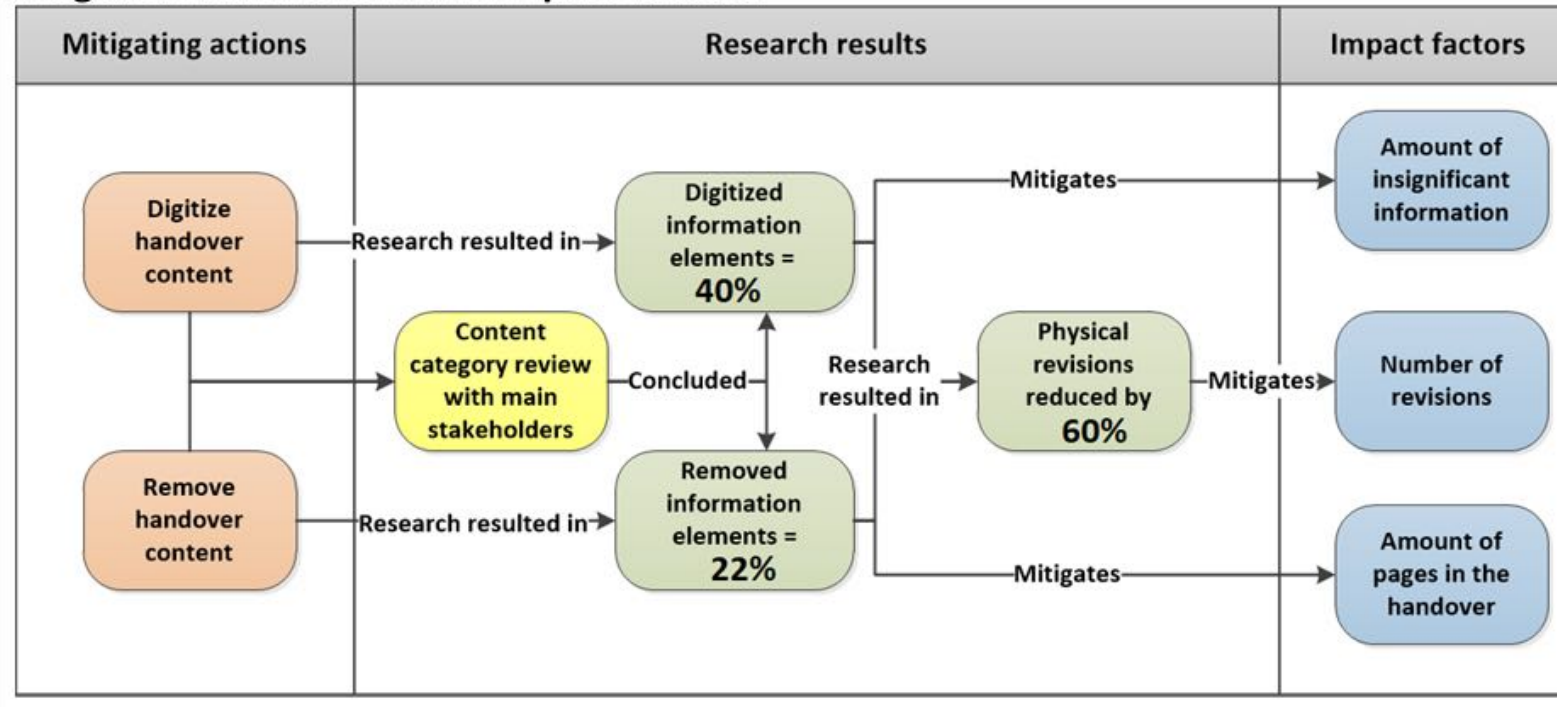 Mitigating actions
Research results
Impact factors
Digitize
handover
content
Research resulted in
Digitized
information
elements =
40%
Mitigates
Amount of
insignificant
information
Content
category review
with main
stakeholders
Concluded
Research
resulted in
Physical
revisions
reduced by
60%
Mitigates
Number of
revisions
Remove
handover
content
Research resulted in
Removed
information
elements =
22%
Mitigates
Amount of
pages in the
handover